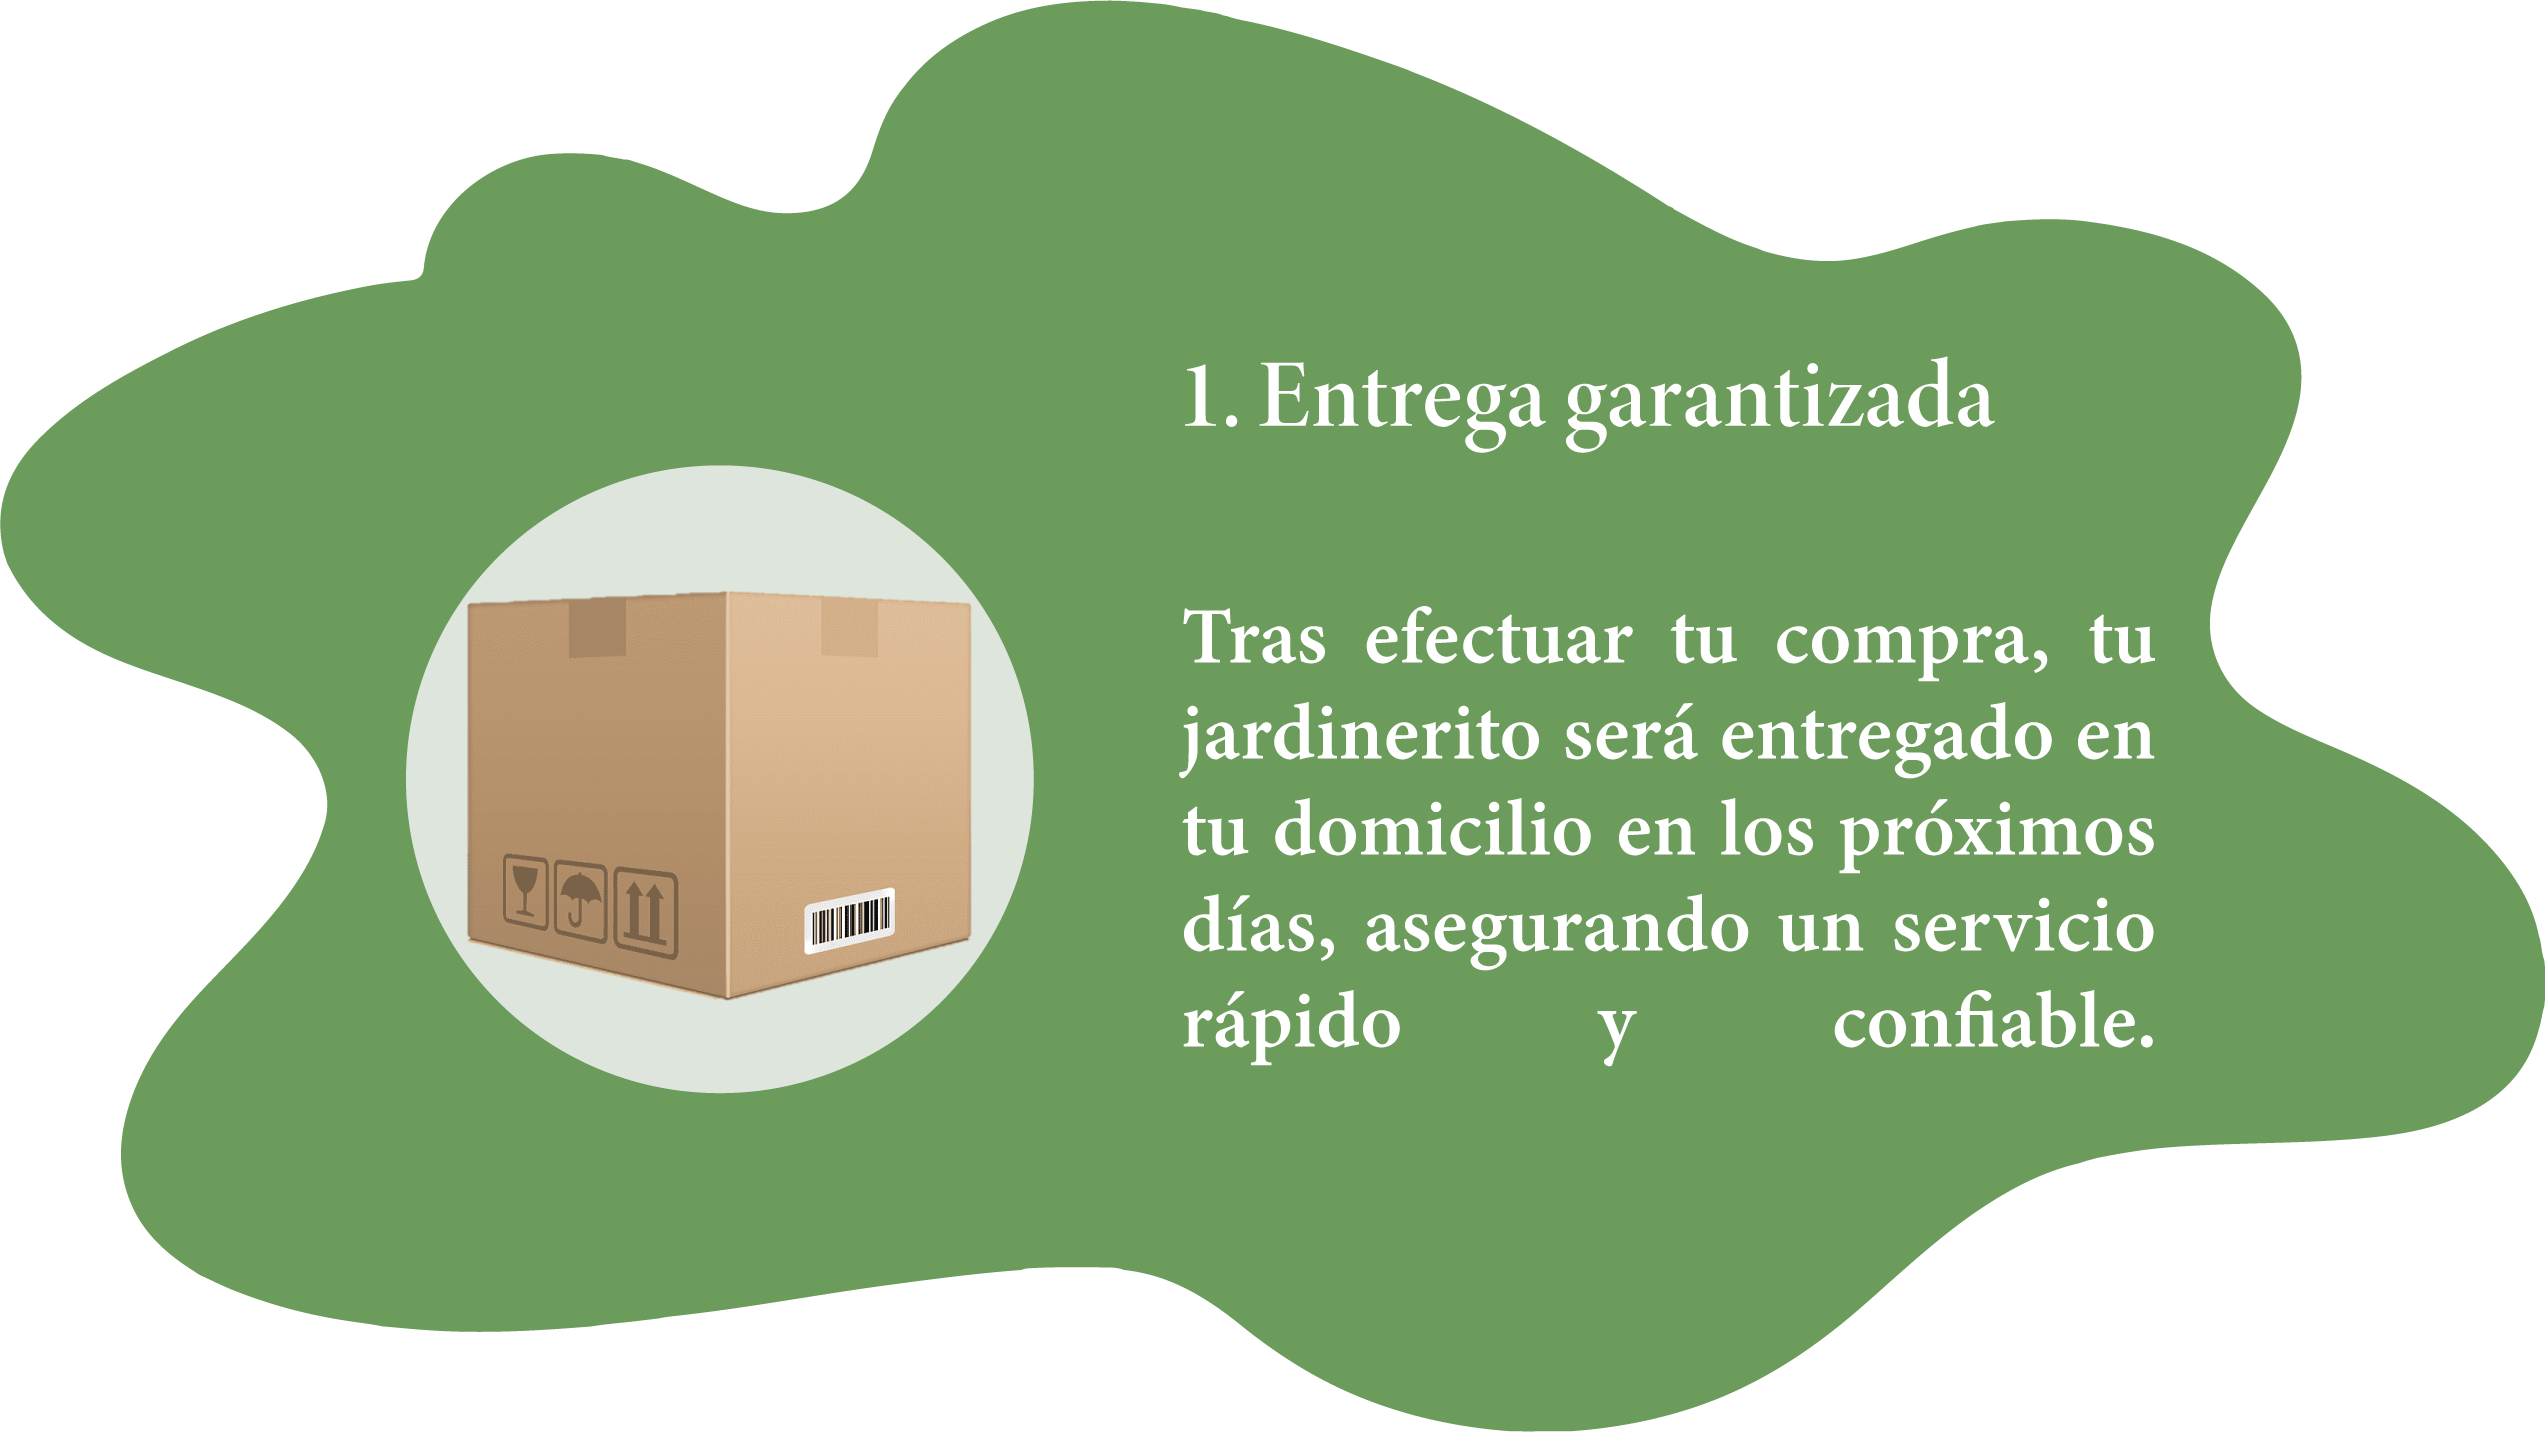 1. Entrega garantizada
Tras efectuar tu compra, tu
jardinerito será entregado en
tu domicilio en los próximos
días, asegurando un servicio
rápido y confiable.